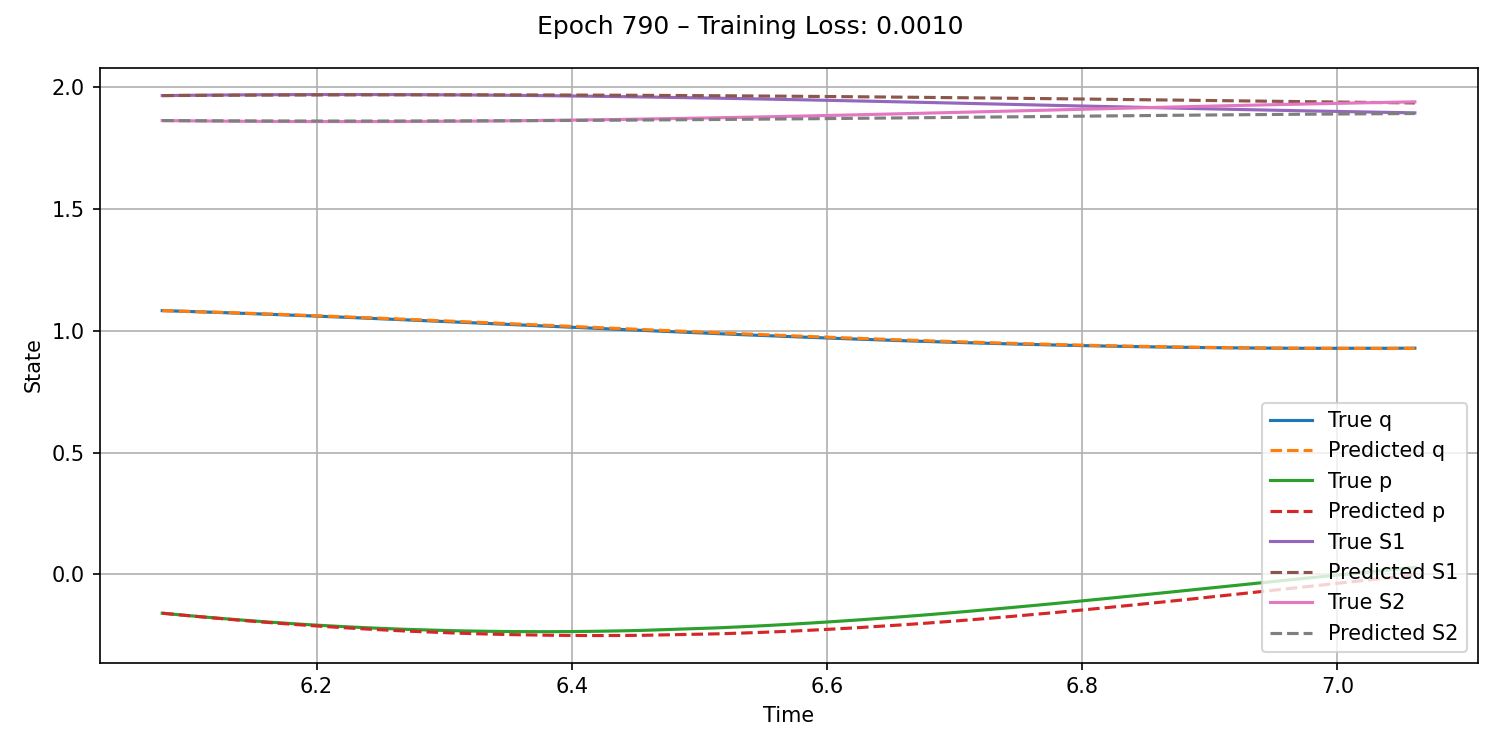 Epoch 790 – Training Loss: 0.0010
2.0
1.5
1.0
0.5
0.0
State
6.2
6.4
6.6
6.8
7.0
Time
True q
Predicted q
True p
Predicted p
True S1
Predicted S1
True S2
Predicted S2